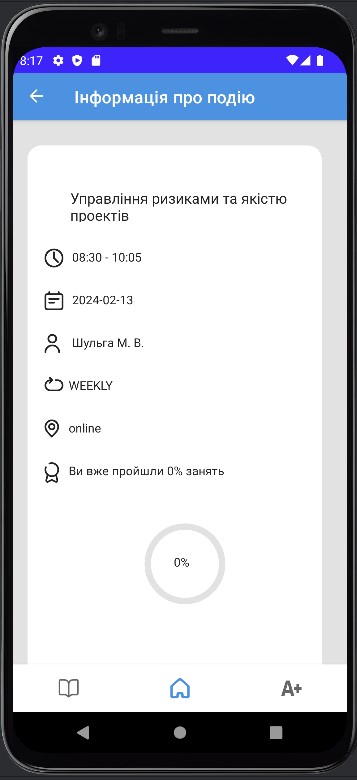 8:17
Інформація про подію
Управління ризиками та якістю
проектів
08:30 - 10:05
2024-02-13
Шульга М. В.
WEEKLY
online
Ви вже пройшли 0% занять
0%
A+